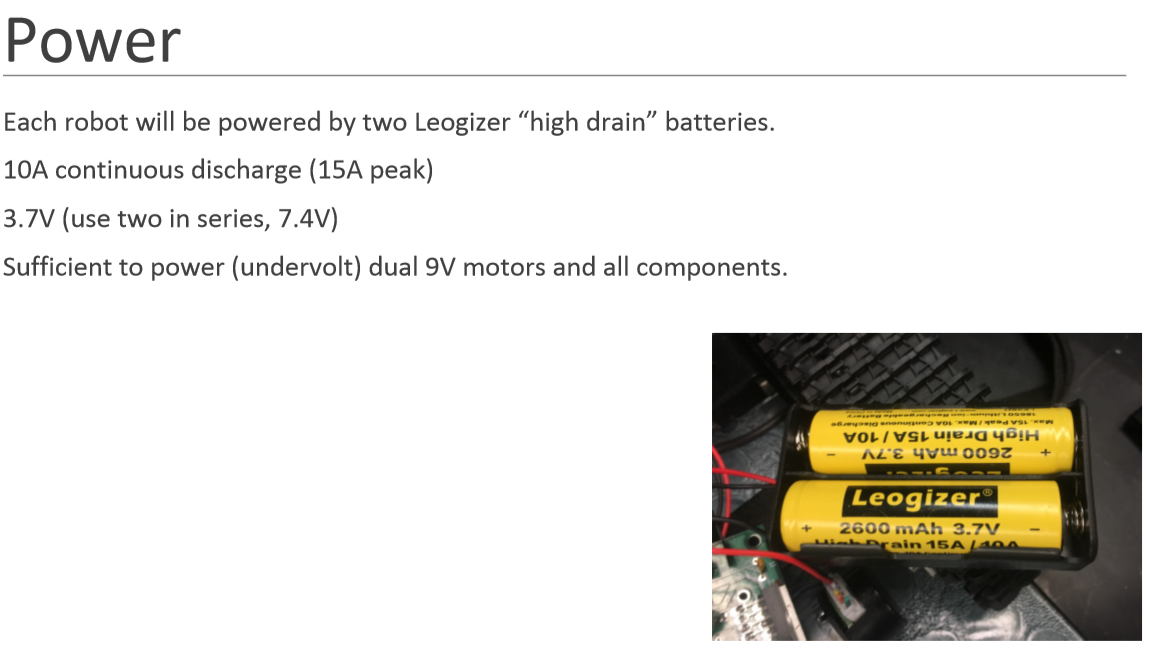 Power
Each robot will be powered by two Leogizer “high drain” batteries.
10A continuous discharge (15A peak)
3.7V (use two in series, 7.4V)
Sufficient to power (undervolt) dual 9V motors and all components.
18650 Lithium-ion Rechargeable Battery
Max. 15A Peak / Max. 10A Continuous Discharge
High Drain 15A / 10A
+ 2600 mAh 3.7V -
Leogizer
Leogizer®
+ 2600 mAh 3.7V -
High Drain 15A / 10A